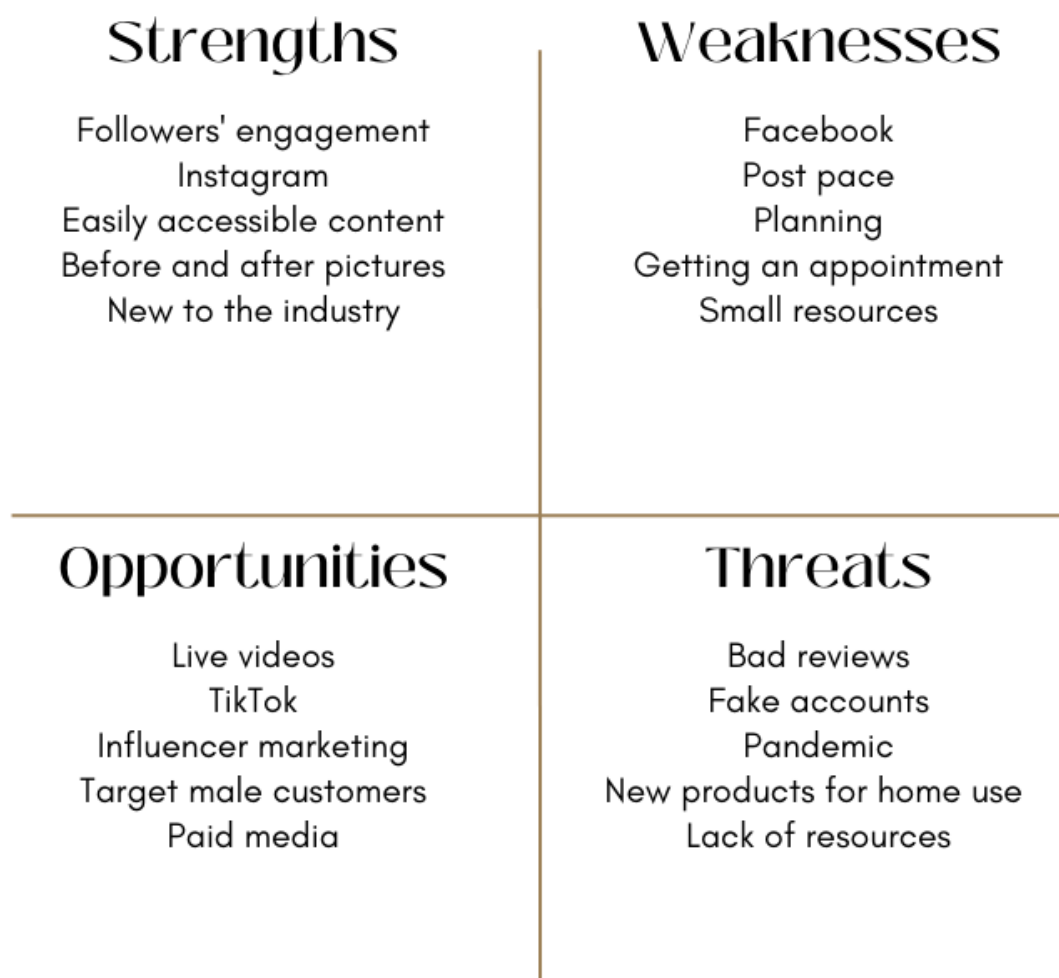 Strengths
Followers' engagement
Instagram
Easily accessible content
Before and after pictures
New to the industry
Weaknesses
Facebook
Post pace
Planning
Getting an appointment
Small resources
Opportunities
Live videos
TikTok
Influencer marketing
Target male customers
Paid media
Threats
Bad reviews
Fake accounts
Pandemic
New products for home use
Lack of resources